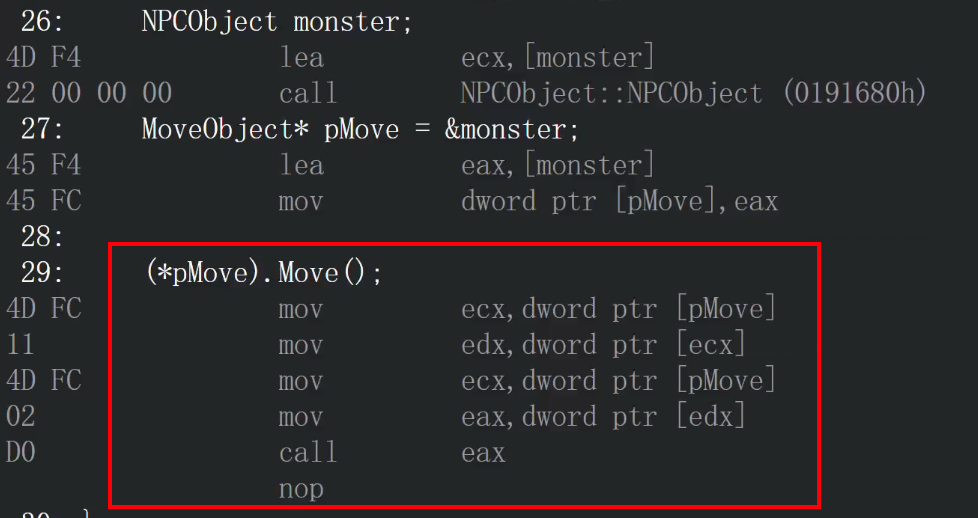 26: NPCObject monster;
4D F4 lea ecx,[monster]
22 00 00 00 call NPCObject::NPCObject (0191680h)
27: MoveObject* pMove = &monster;
45 F4 lea eax,[monster]
45 FC mov dword ptr [pMove],eax
28:
29: (*pMove).Move();
4D FC mov ecx,dword ptr [pMove]
11 mov edx,dword ptr [ecx]
4D FC mov ecx,dword ptr [pMove]
02 mov eax,dword ptr [edx]
D0 call eax
nop